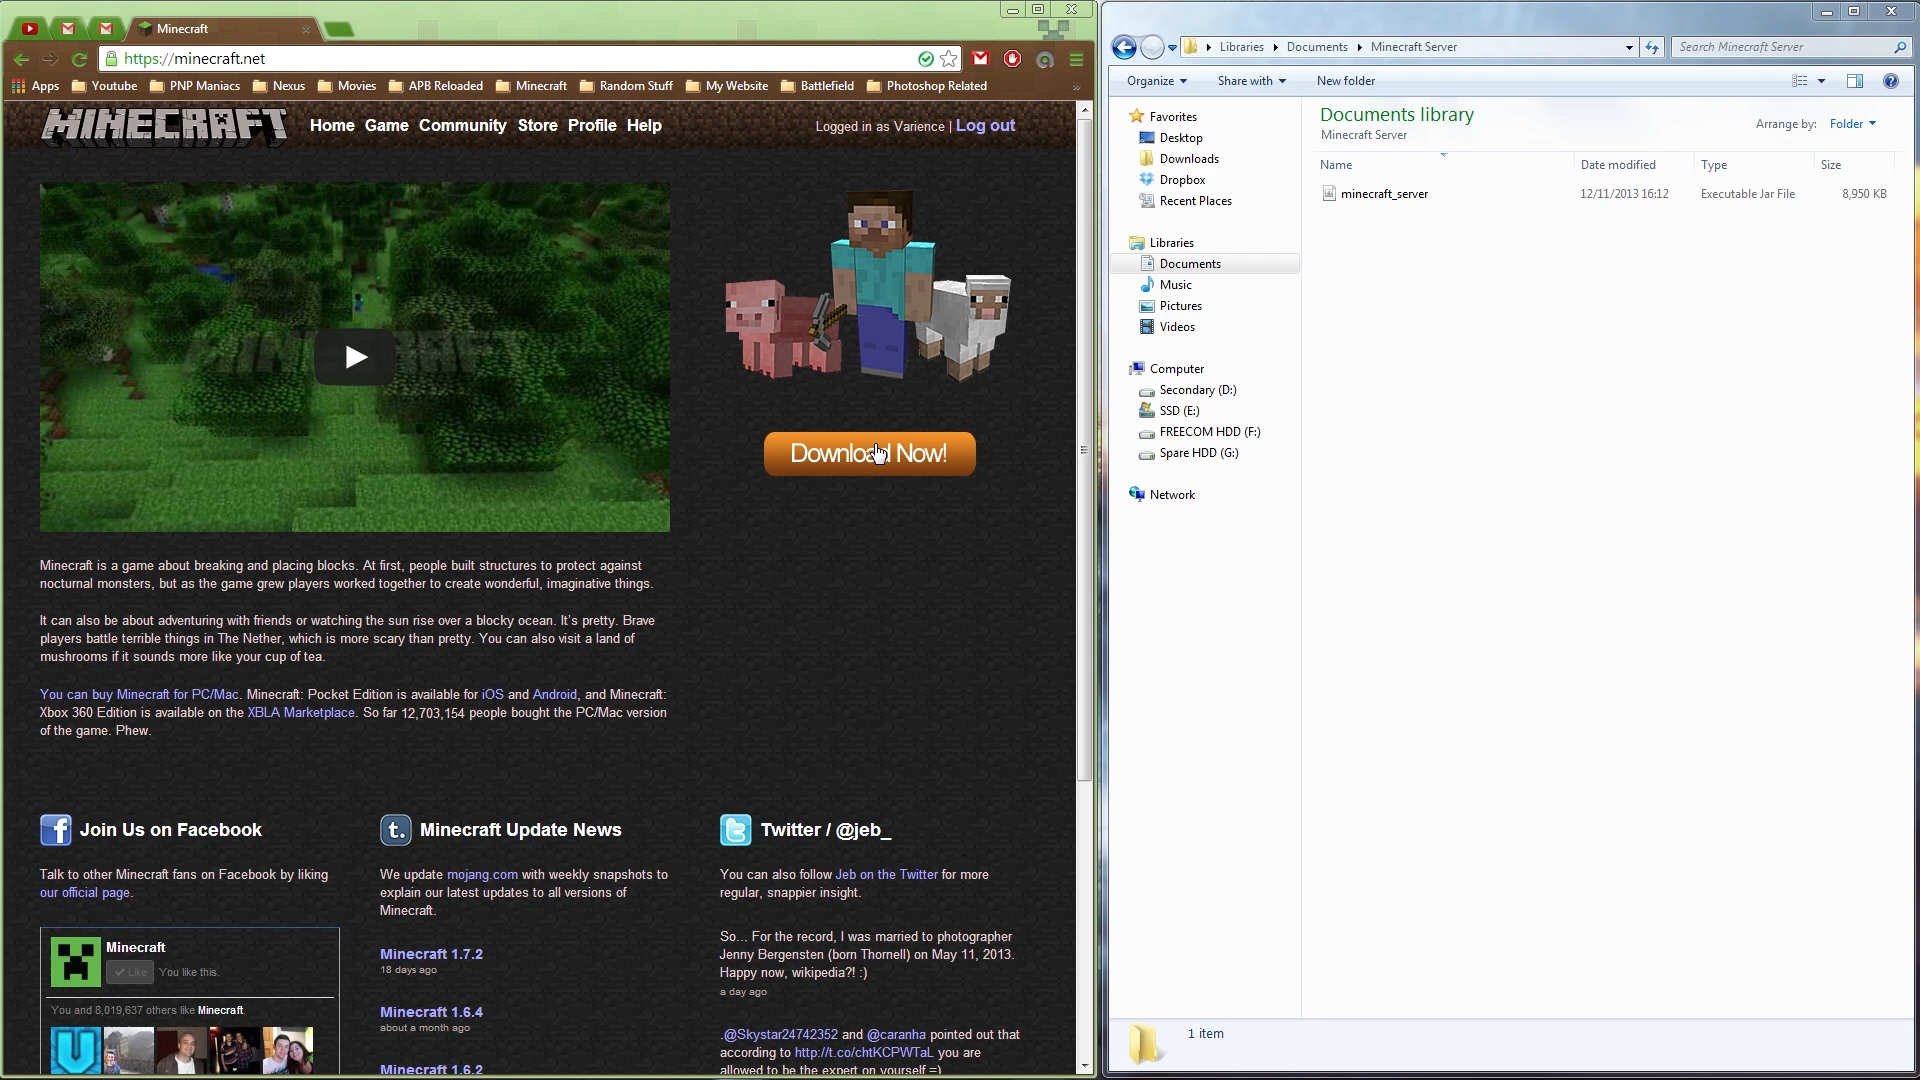 Minecraft
https://minecraft.net
Apps Youtube PNP Maniacs Nexus Movies APB Reloaded Minecraft Random Stuff My Website Battlefield Photoshop Related »
MINECRAFT Home Game Community Store Profile Help Logged in as Varience | Log out
Download Now!
Minecraft is a game about breaking and placing blocks. At first, people built structures to protect against
nocturnal monsters, but as the game grew players worked together to create wonderful, imaginative things.
It can also be about adventuring with friends or watching the sun rise over a blocky ocean. It's pretty. Brave
players battle terrible things in The Nether, which is more scary than pretty. You can also visit a land of
mushrooms if it sounds more like your cup of tea.
You can buy Minecraft for PC/Mac. Minecraft: Pocket Edition is available for iOS and Android, and Minecraft:
Xbox 360 Edition is available on the XBLA Marketplace. So far 12,703,154 people bought the PC/Mac version
of the game. Phew.
Join Us on Facebook
Talk to other Minecraft fans on Facebook by liking
our official page.
Minecraft
Like You like this.
You and 8,019,637 others like Minecraft.
Minecraft Update News
We update mojang.com with weekly snapshots to
explain our latest updates to all versions of
Minecraft.
Minecraft 1.7.2
18 days ago
Minecraft 1.6.4
about a month ago
Minecraft 1.6.2
Twitter / @jeb_
You can also follow Jeb on the Twitter for more
regular, snappier insight.
So... For the record, I was married to photographer
Jenny Bergensten (born Thornell) on May 11, 2013.
Happy now, wikipedia?! :)
a day ago
.@Skystar24742352 and @caranha pointed out that
according to http://t.co/chtKCPWTaL you are
allowed to be the expert on yourself =)
Libraries Documents Minecraft Server
Search Minecraft Server
Organize Share with New folder
Favorites
Desktop
Downloads
Dropbox
Recent Places
Libraries
Documents
Music
Pictures
Videos
Computer
Secondary (D:)
SSD (E:)
FREECOM HDD (F:)
Spare HDD (G:)
Network
Documents library
Minecraft Server
Arrange by: Folder
Name Date modified Type Size
minecraft_server 12/11/2013 16:12 Executable Jar File 8,950 KB
1 item